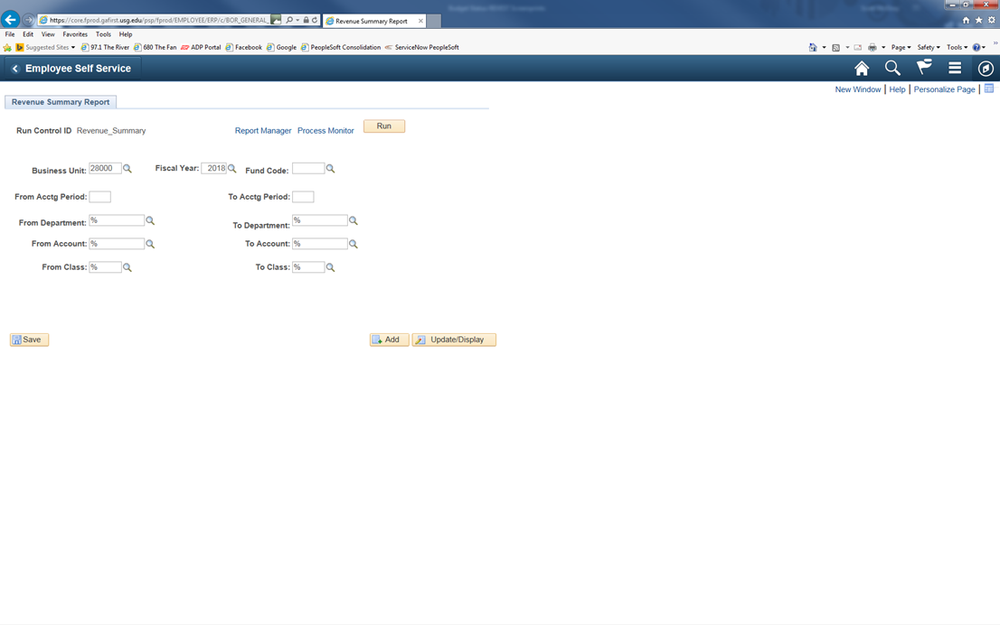 https://core.fprod.gafirst.usg.edu/psp/fprod/EMPLOYEE/ERP/c/BOR_GENERAL_
Revenue Summary Report
File Edit View Favorites Tools Help
Suggested Sites 97.1 The River 680 The Fan ADP Portal Facebook Google PeopleSoft Consolidation ServiceNow PeopleSoft Page Safety Tools
Employee Self Service
New Window | Help | Personalize Page |
Revenue Summary Report
Run Control ID Revenue_Summary Report Manager Process Monitor Run
Business Unit: 28000 Fiscal Year: 2018 Fund Code:
From Acctg Period: To Acctg Period:
From Department: % To Department: %
From Account: % To Account: %
From Class: % To Class: %
Save Add Update/Display